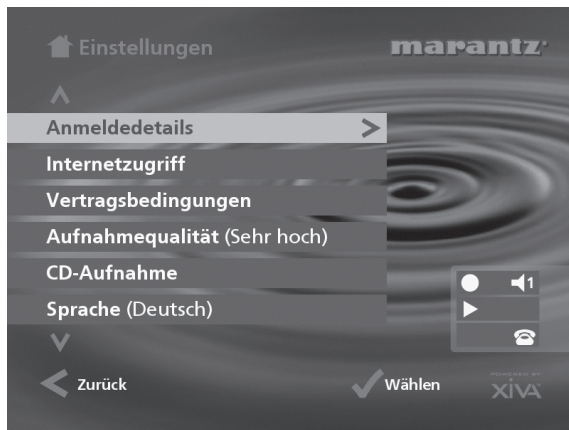 Einstellungen
marantz
Anmeldedetails
Internetzugriff
Vertragsbedingungen
Aufnahmequalität (Sehr hoch)
CD-Aufnahme
Sprache (Deutsch)
1
Zurück
Wählen
POWERED BY
XiVA